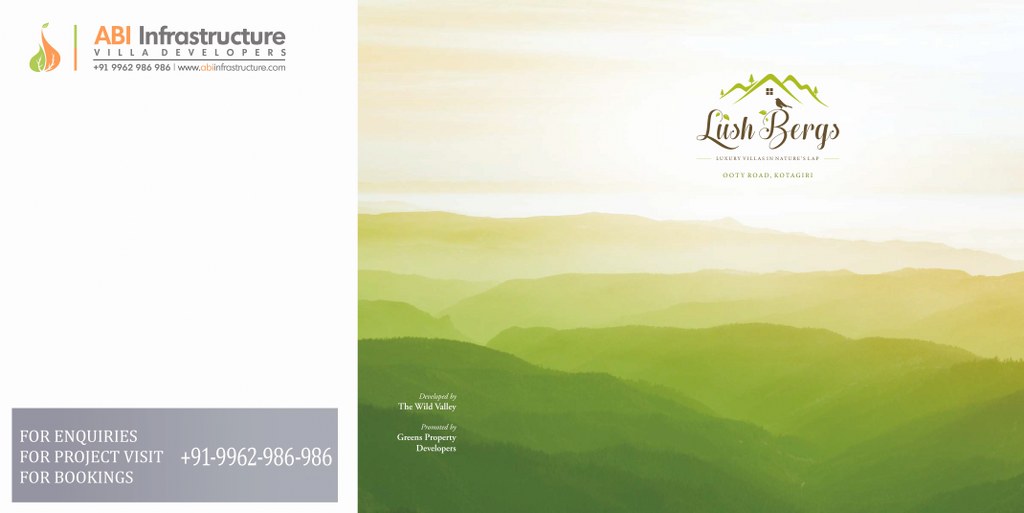 ABI Infrastructure
VILLA DEVELOPERS
+91 9962 986 986 | www.abiinfrastructure.com
FOR ENQUIRIES
FOR PROJECT VISIT
FOR BOOKINGS
+91-9962-986-986
Lush Bergs
LUXURY VILLAS IN NATURE'S LAP
OOTY ROAD, KOTAGIRI
Developed by
The Wild Valley
Promoted by
Greens Property
Developers